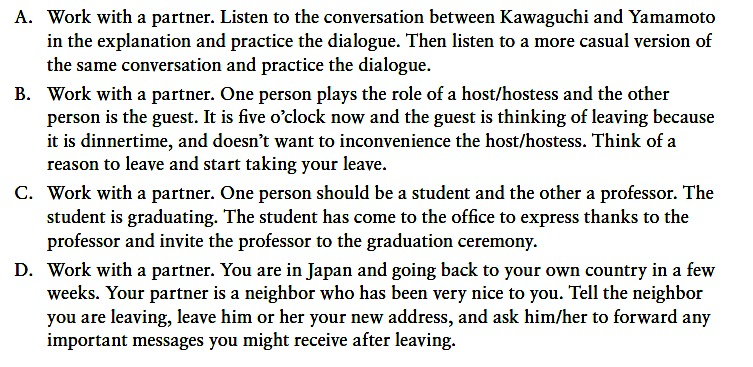 A. Work with a partner. Listen to the conversation between Kawaguchi and Yamamoto
in the explanation and practice the dialogue. Then listen to a more casual version of
the same conversation and practice the dialogue.
B. Work with a partner. One person plays the role of a host/hostess and the other
person is the guest. It is five o’clock now and the guest is thinking of leaving because
it is dinnertime, and doesn’t want to inconvenience the host/hostess. Think of a
reason to leave and start taking your leave.
C. Work with a partner. One person should be a student and the other a professor. The
student is graduating. The student has come to the office to express thanks to the
professor and invite the professor to the graduation ceremony.
D. Work with a partner. You are in Japan and going back to your own country in a few
weeks. Your partner is a neighbor who has been very nice to you. Tell the neighbor
you are leaving, leave him or her your new address, and ask him/her to forward any
important messages you might receive after leaving.